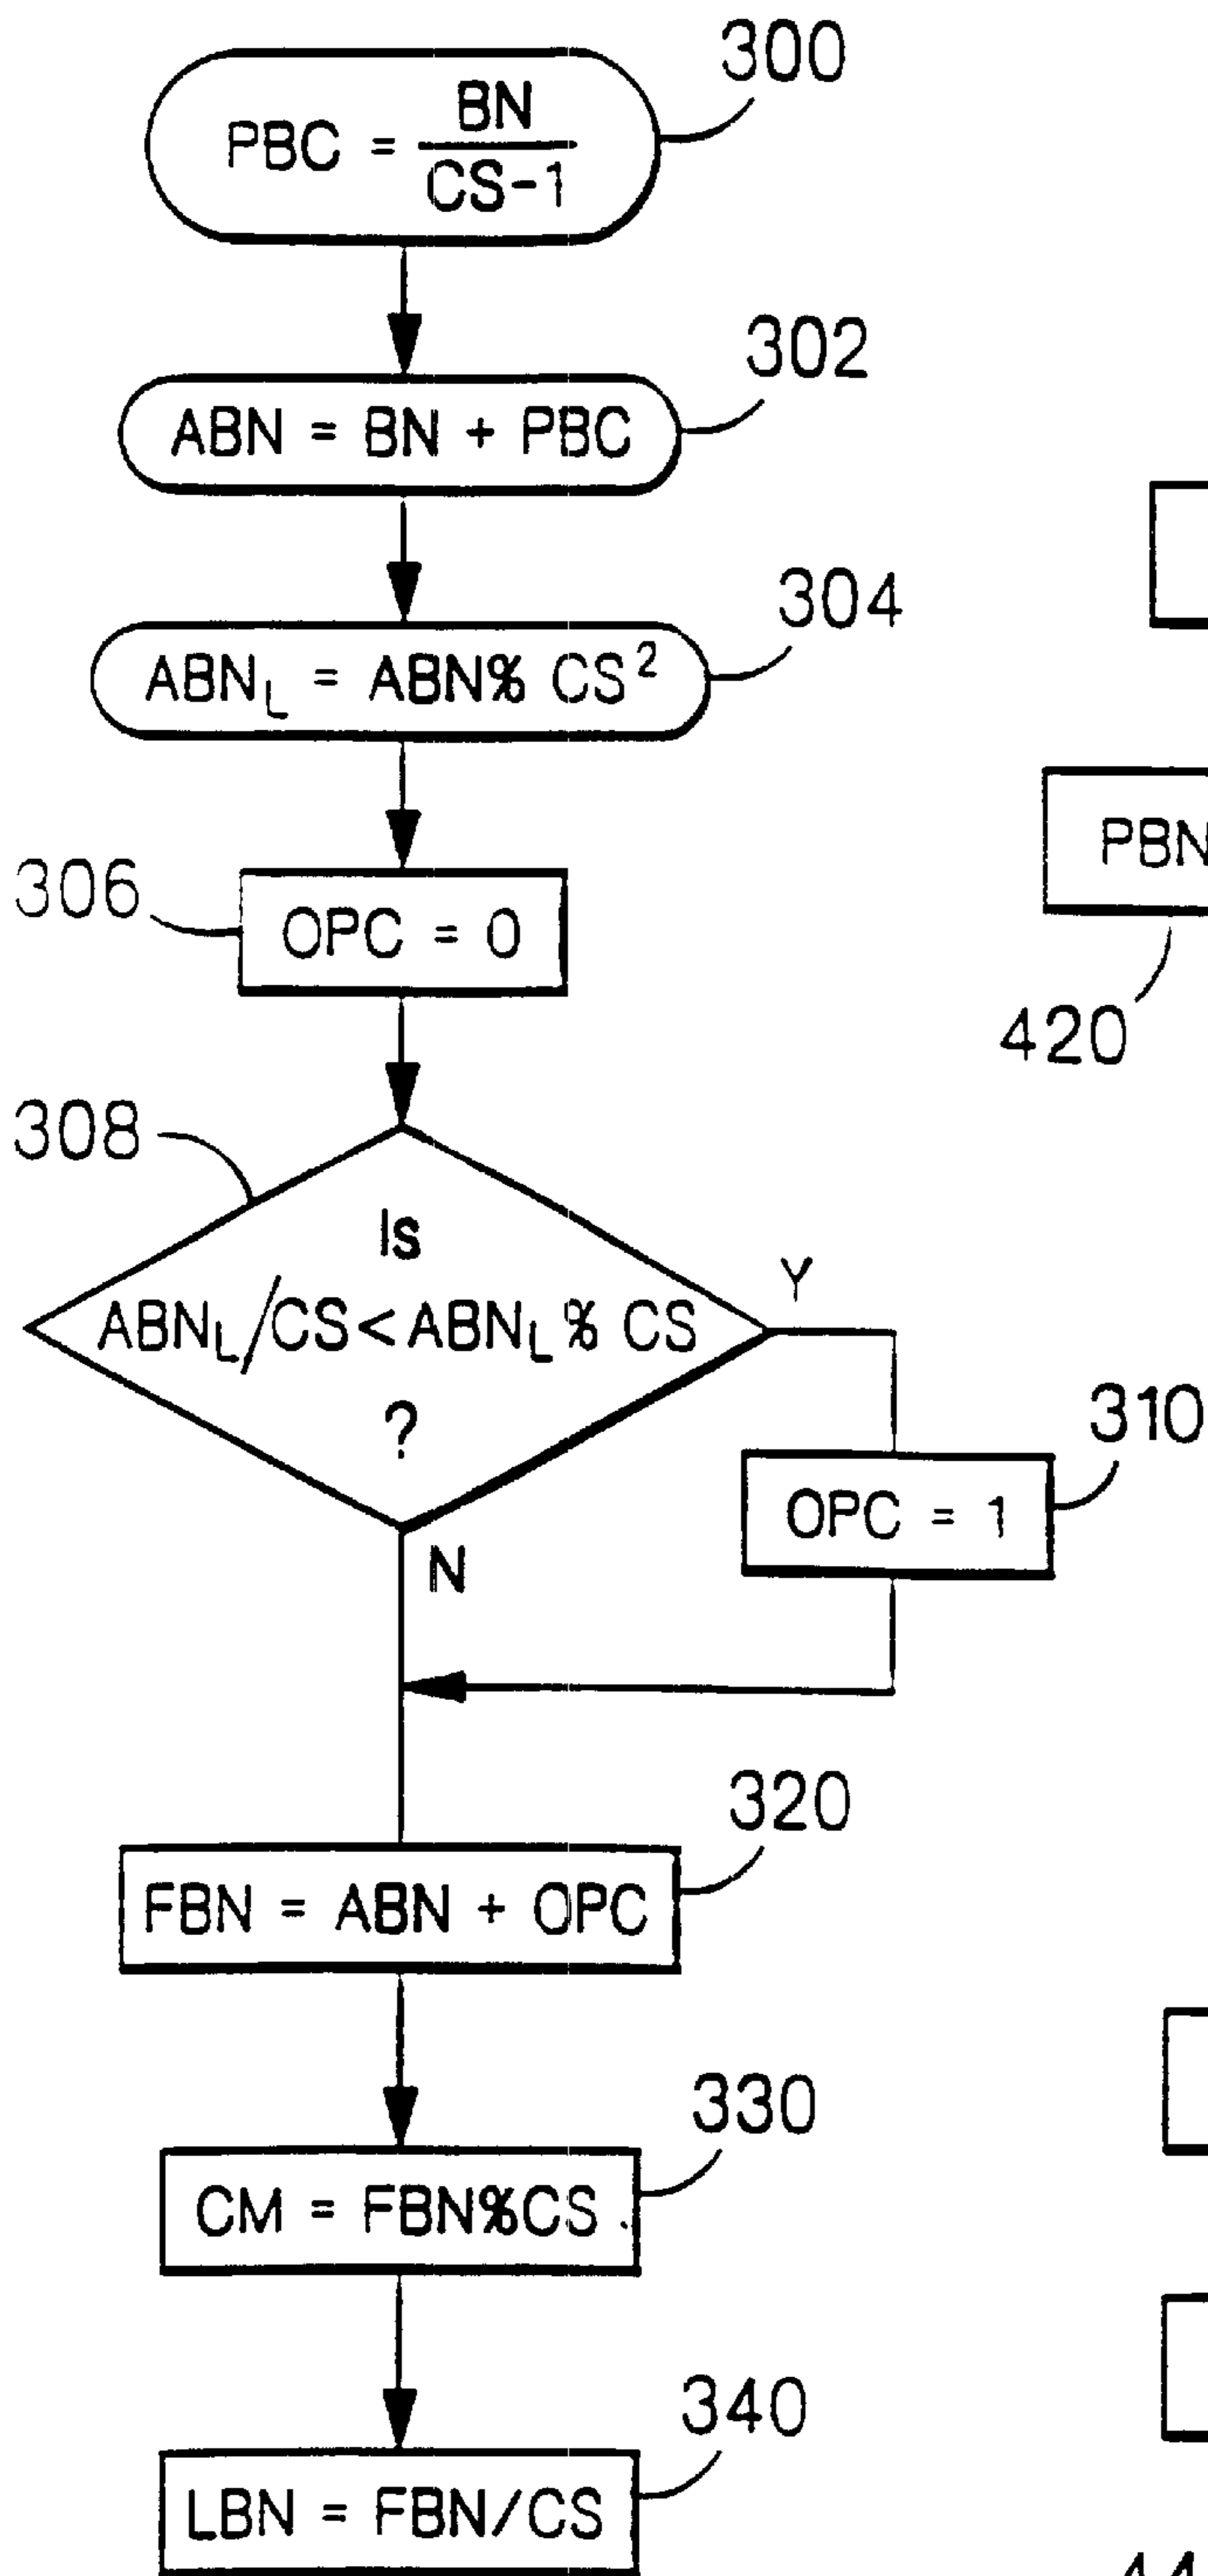 300
PBC = BN
CS-1
302
ABN = BN + PBC
304
ABN_L = ABN% CS²
306
OPC = 0
308
Is
ABN_L/CS<ABN_L% CS
?
Y
N
310
OPC = 1
320
FBN = ABN + OPC
330
CM = FBN%CS
340
LBN = FBN/CS
PBN
420
44